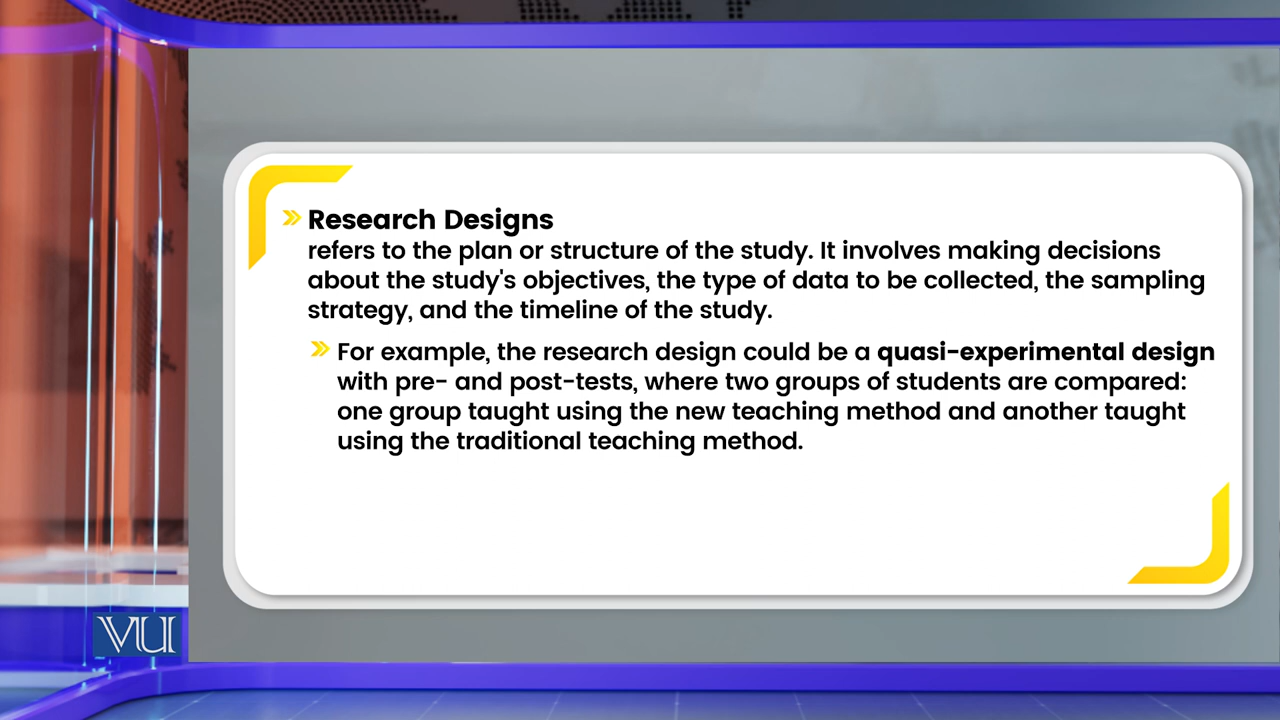 Research Designs
refers to the plan or structure of the study. It involves making decisions
about the study's objectives, the type of data to be collected, the sampling
strategy, and the timeline of the study.
For example, the research design could be a quasi-experimental design
with pre- and post-tests, where two groups of students are compared:
one group taught using the new teaching method and another taught
using the traditional teaching method.
VU